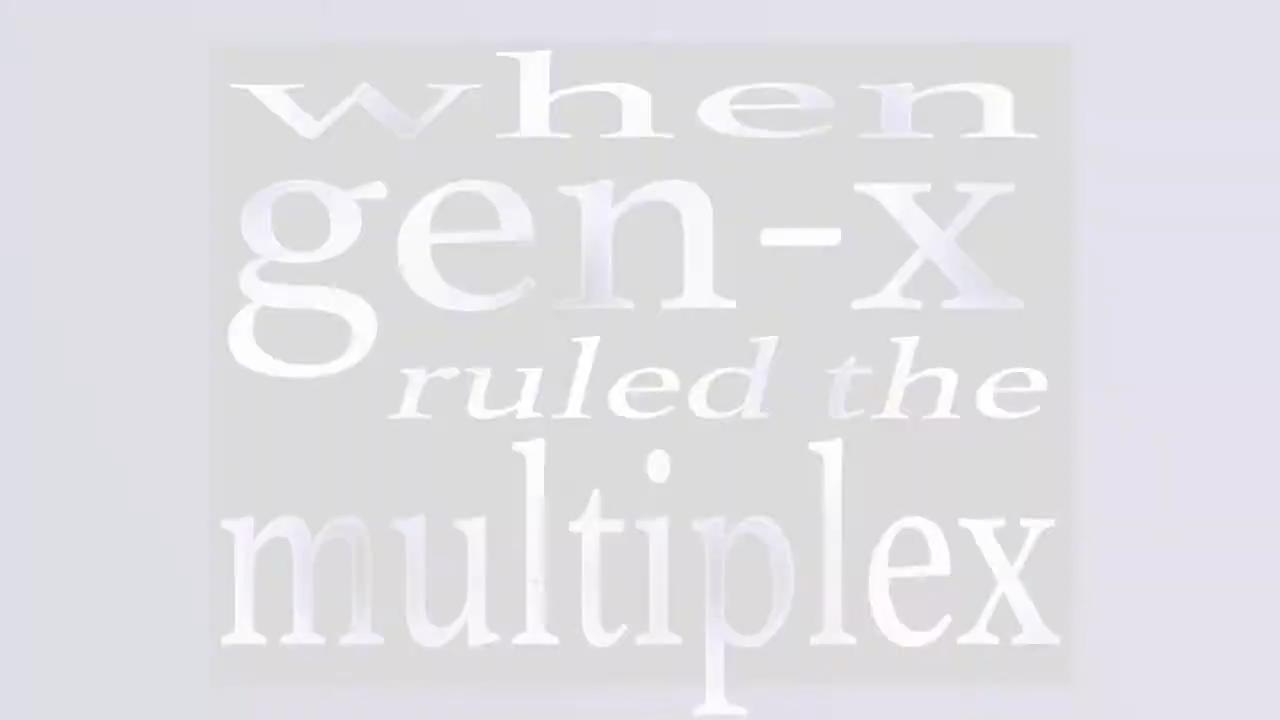 when
gen-x
ruled the
multiplex